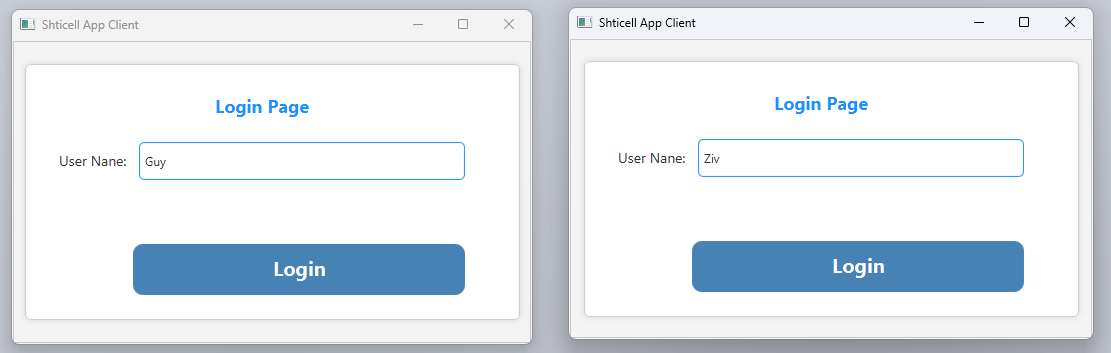 Shticell App Client
Login Page
User Nane: Guy
Login
Shticell App Client
Login Page
User Nane: Ziv
Login